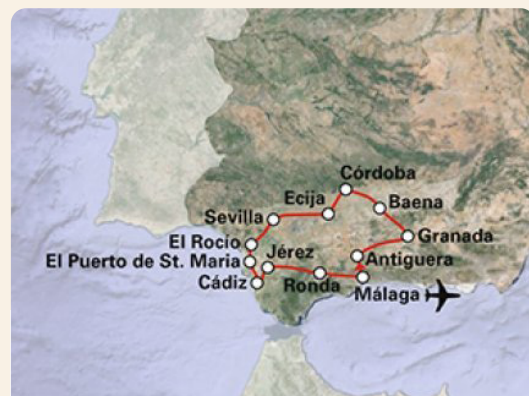 Córdoba
Ecija
Baena
Sevilla
Granada
El Rocío
Jérez
Antiguera
El Puerto de St. Maria
Cádiz
Ronda
Málaga